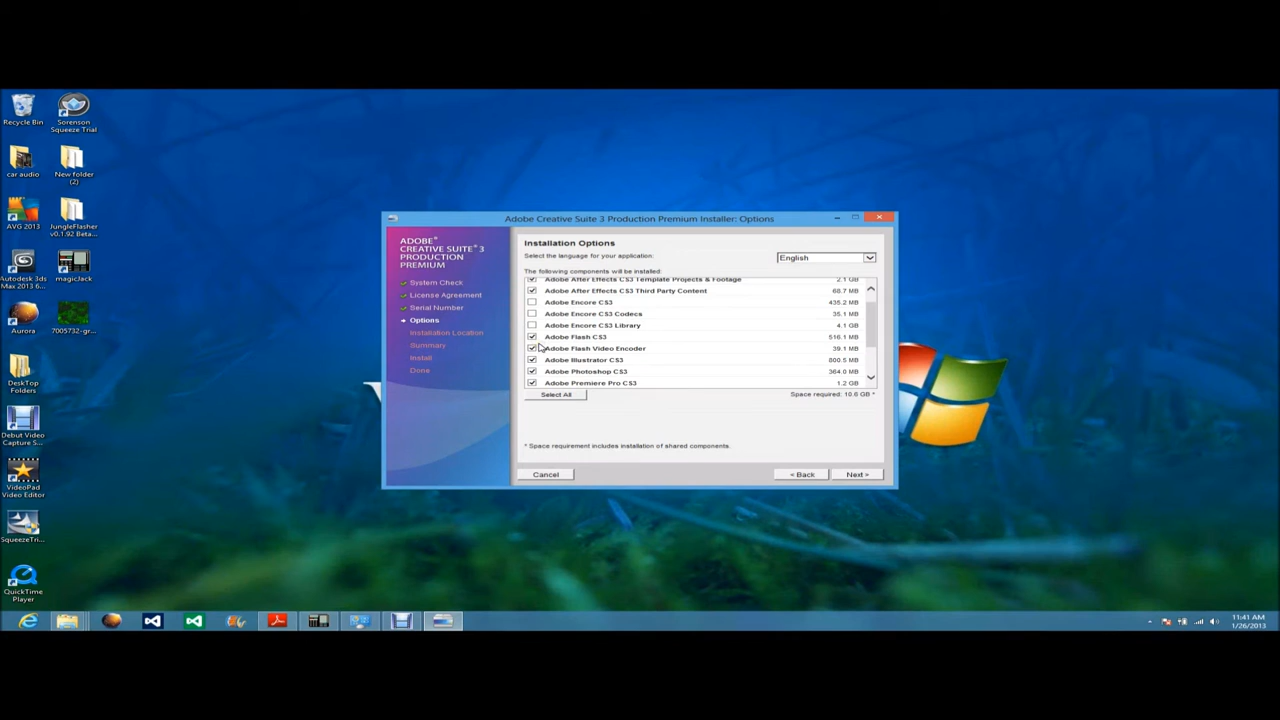 Recycle Bin
Sorenson
Squeeze Trial
car audio
New folder
(2)
AVG 2013
JungleFlasher
v0.1.92 Beta...
Autodesk 3ds
Max 2013 6...
magicJack
Aurora
7005732-gr...
DeskTop
Folders
Debut Video
Capture S...
VideoPad
Video Editor
SqueezeTri...
QuickTime
Player
Adobe Creative Suite 3 Production Premium Installer: Options
ADOBE®
CREATIVE SUITE® 3
PRODUCTION
PREMIUM
System Check
License Agreement
Serial Number
Options
Installation Location
Summary
Install
Done
Installation Options
Select the language for your application:
English
The following components will be installed:
Adobe After Effects CS3 Template Projects & Footage 2.1 GB
Adobe After Effects CS3 Third Party Content 68.7 MB
Adobe Encore CS3 435.2 MB
Adobe Encore CS3 Codecs 35.1 MB
Adobe Encore CS3 Library 4.1 GB
Adobe Flash CS3 516.1 MB
Adobe Flash Video Encoder 39.1 MB
Adobe Illustrator CS3 800.5 MB
Adobe Photoshop CS3 364.0 MB
Adobe Premiere Pro CS3 1.2 GB
Select All
Space required: 10.6 GB *
* Space requirement includes installation of shared components.
Cancel
< Back
Next >
11:41 AM
1/26/2013